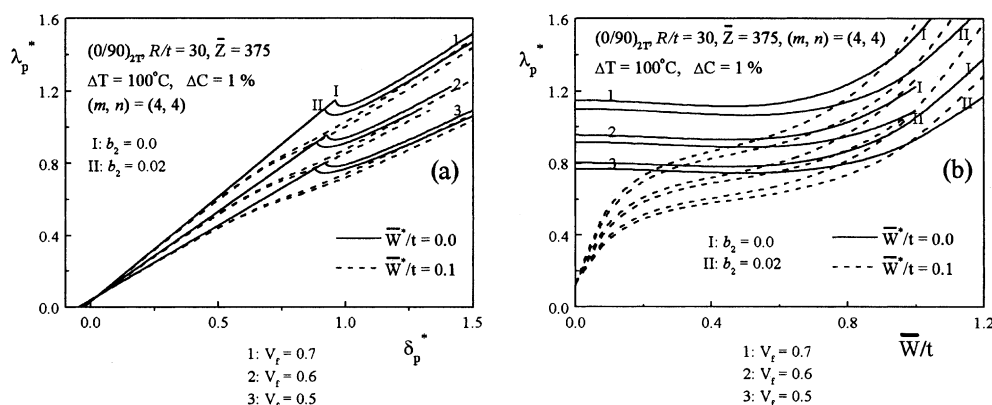 1.6
1.2
0.8
0.4
0.0
λp*
(0/90)2T, R/t = 30, Z̅ = 375
ΔT = 100°C, ΔC = 1 %
(m, n) = (4, 4)
I: b2 = 0.0
II: b2 = 0.02
I
II
1
2
3
(a)
W̅*/t = 0.0
W̅*/t = 0.1
0.0
0.5
1.0
1.5
δp*
1: Vf = 0.7
2: Vf = 0.6
3: Vf = 0.5
1.6
1.2
0.8
0.4
0.0
λp*
(0/90)2T, R/t = 30, Z̅ = 375, (m, n) = (4, 4)
ΔT = 100°C, ΔC = 1 %
1
2
3
I
II
I
II
I
II
(b)
I: b2 = 0.0
II: b2 = 0.02
W̅*/t = 0.0
W̅*/t = 0.1
0.0
0.4
0.8
1.2
W̅/t
1: Vf = 0.7
2: Vf = 0.6
3: Vf = 0.5